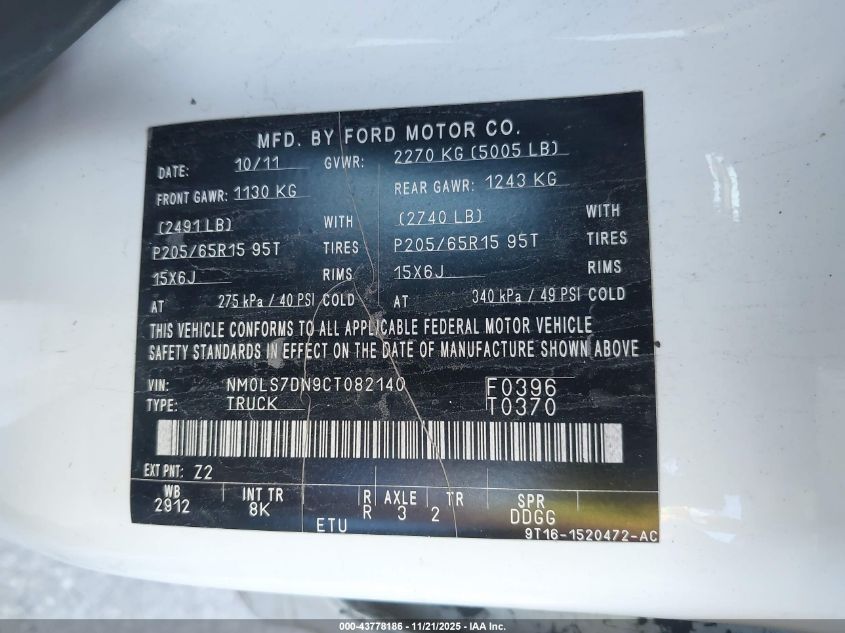 MFD. BY FORD MOTOR CO.
DATE: 10/11 GVWR: 2270 KG (5005 LB)
FRONT GAWR: 1130 KG REAR GAWR: 1243 KG
(2491 LB) WITH (2740 LB) WITH
P205/65R15 95T TIRES P205/65R15 95T TIRES
15X6J RIMS 15X6J RIMS
AT 275 kPa / 40 PSI COLD AT 340 kPa / 49 PSI COLD
THIS VEHICLE CONFORMS TO ALL APPLICABLE FEDERAL MOTOR VEHICLE
SAFETY STANDARDS IN EFFECT ON THE DATE OF MANUFACTURE SHOWN ABOVE
VIN: NM0LS7DN9CT082140 F0396
TYPE: TRUCK T0370
EXT PNT: Z2
WB INT TR R AXLE TR SPR
2912 8K R 3 2 DDGG
ETU 9T16-1520472-AC
000-43778186 - 11/21/2025 - IAA Inc.